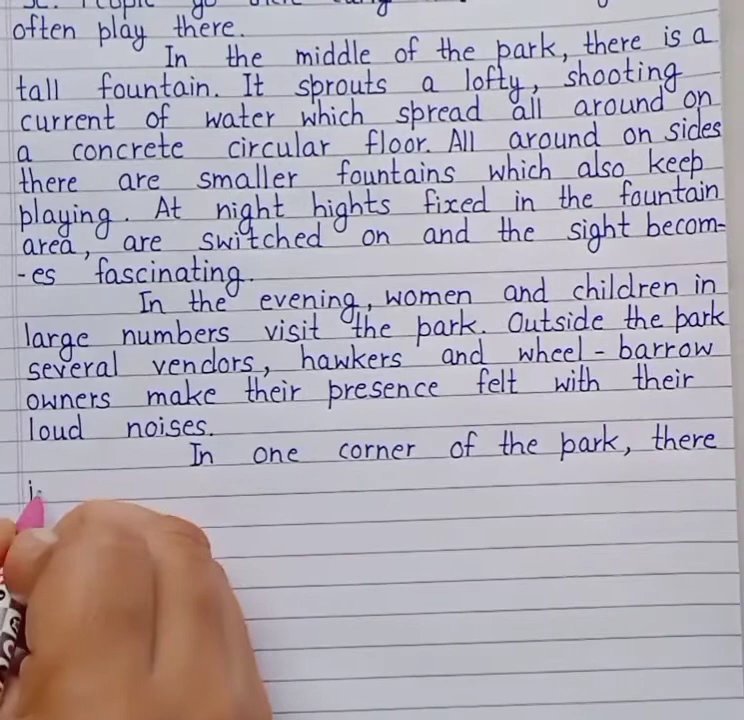 often play there.
In the middle of the park, there is a
tall fountain. It sprouts a lofty, shooting
current of water which spread all around on
a concrete circular floor. All around on sides
there are smaller fountains which also keep
playing. At night hights fixed in the fountain
area, are switched on and the sight becom-
-es fascinating.
In the evening, women and children in
large numbers visit the park. Outside the park
several vendors, hawkers and wheel-barrow
owners make their presence felt with their
loud noises.
In one corner of the park, there